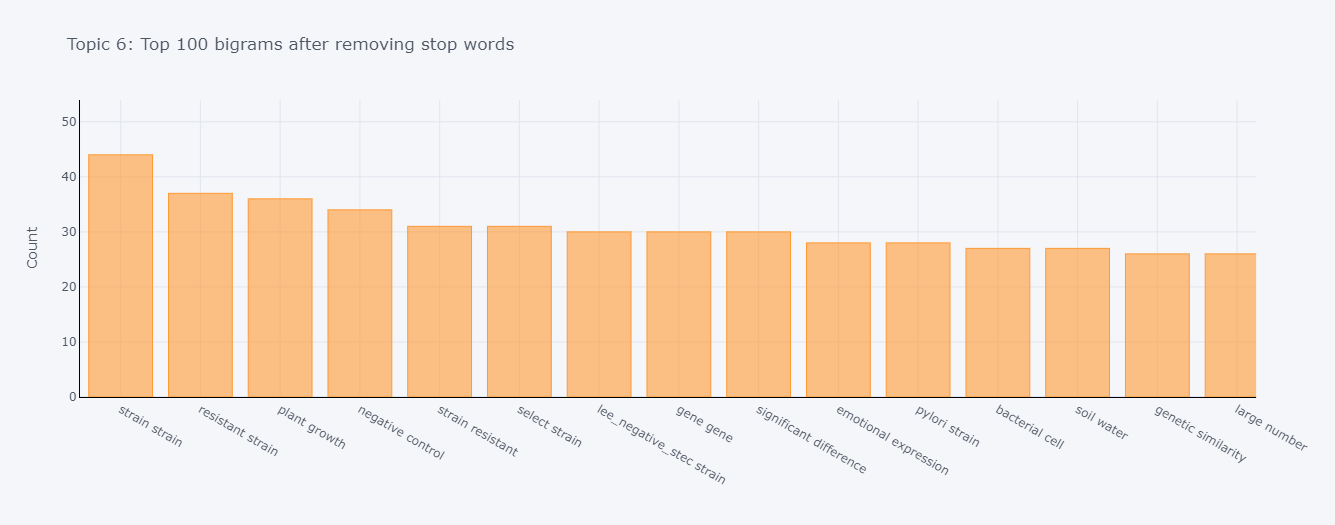 Topic 6: Top 100 bigrams after removing stop words
Count
50
40
30
20
10
0
strain strain
resistant strain
plant growth
negative control
strain resistant
select strain
lee_negative_stec strain
gene gene
significant difference
emotional expression
pylori strain
bacterial cell
soil water
genetic similarity
large number